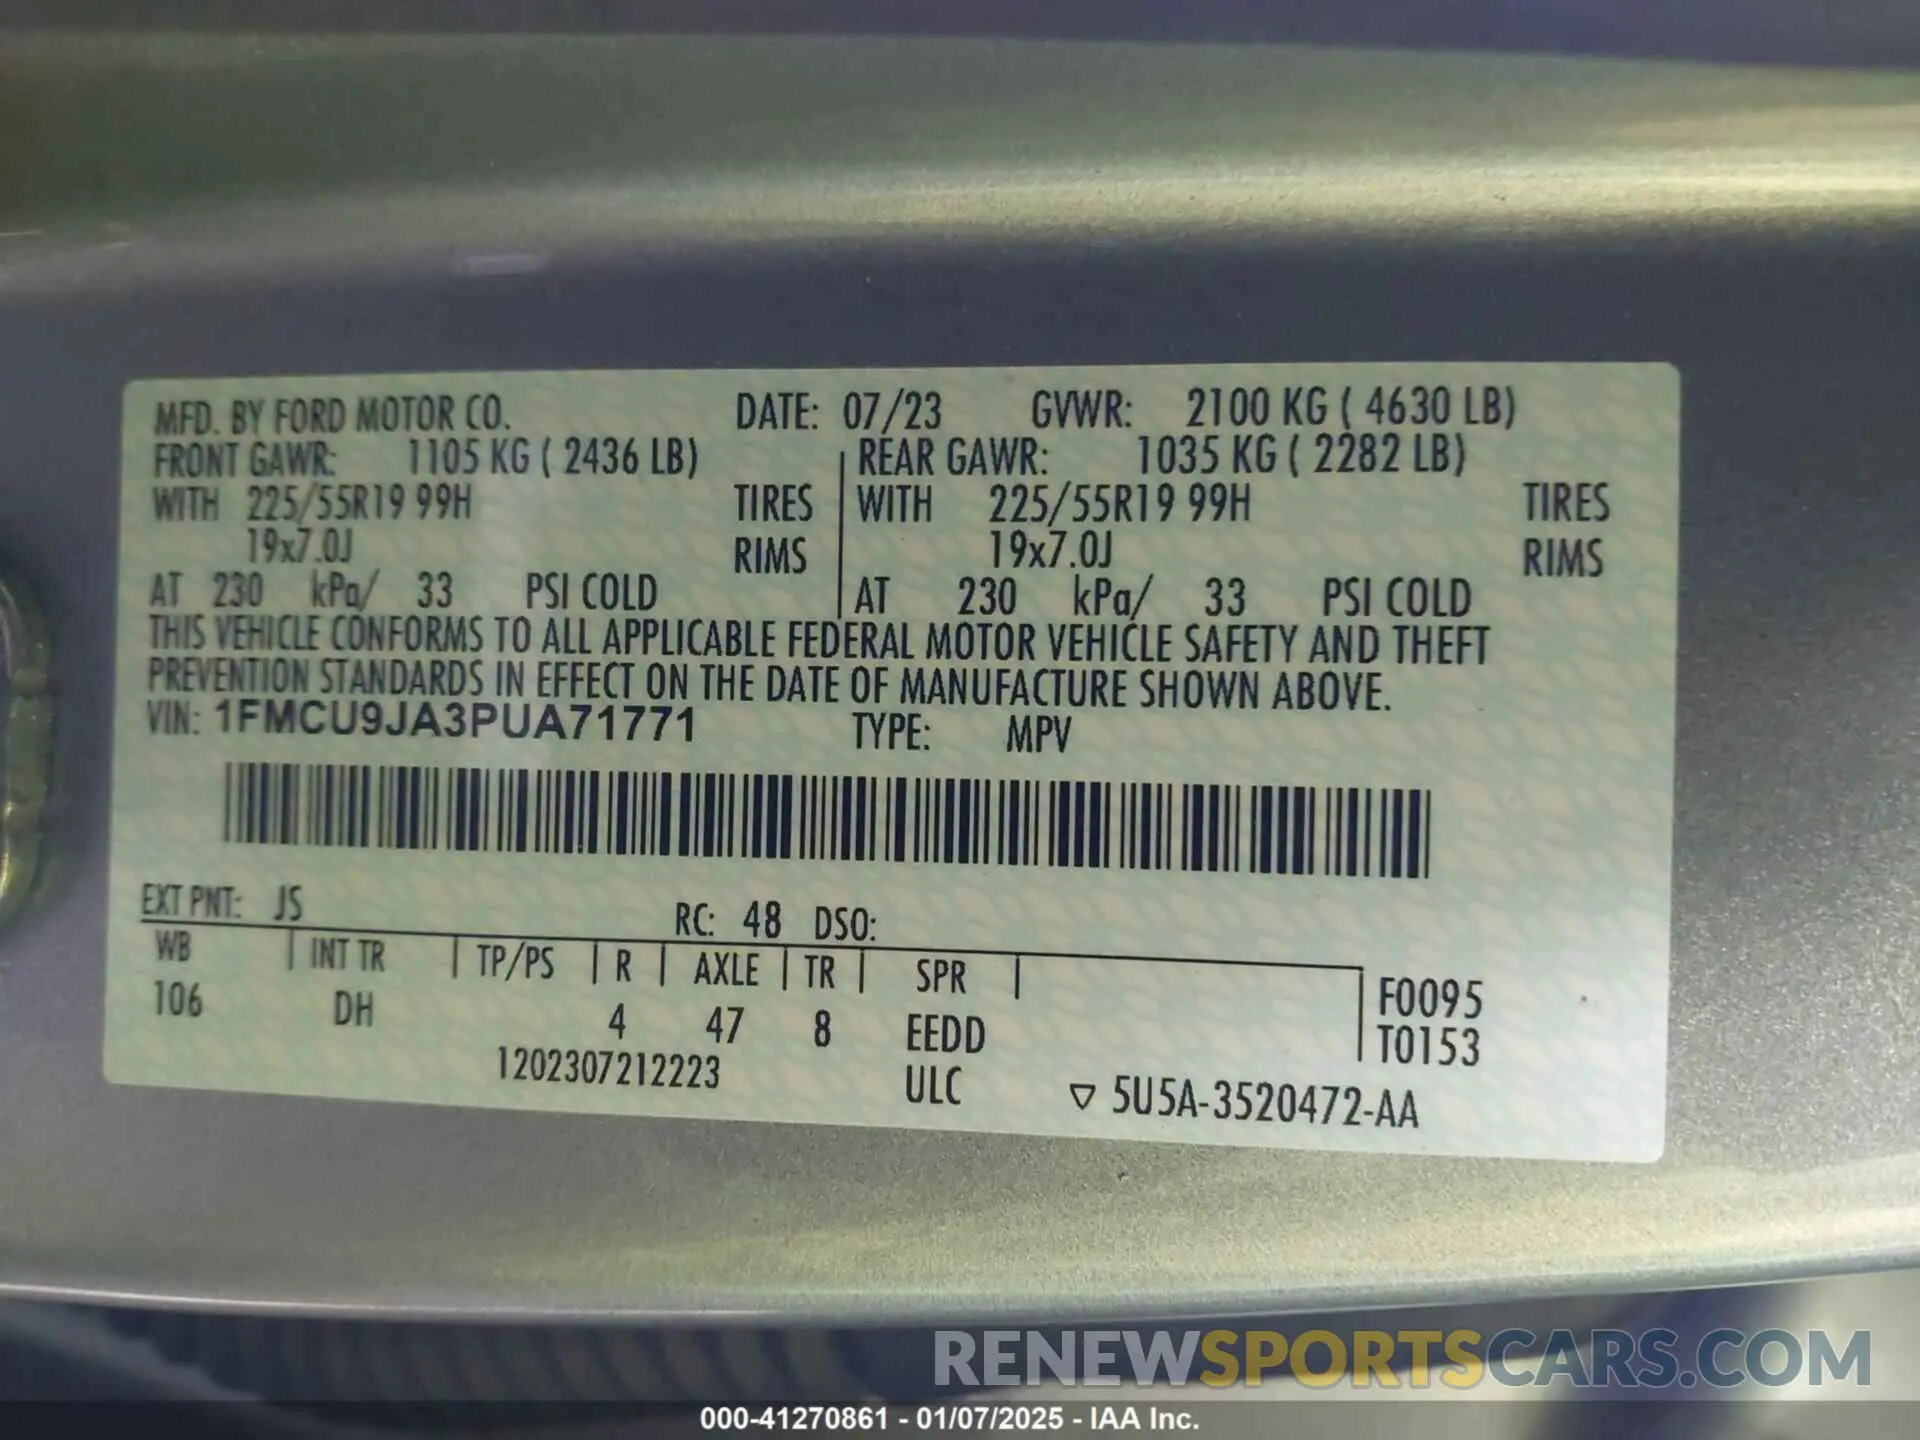 MFD. BY FORD MOTOR CO. DATE: 07/23 GVWR: 2100 KG ( 4630 LB)
FRONT GAWR: 1105 KG ( 2436 LB) REAR GAWR: 1035 KG ( 2282 LB)
WITH 225/55R19 99H TIRES WITH 225/55R19 99H TIRES
19x7.0J RIMS 19x7.0J RIMS
AT 230 kPa/ 33 PSI COLD AT 230 kPa/ 33 PSI COLD
THIS VEHICLE CONFORMS TO ALL APPLICABLE FEDERAL MOTOR VEHICLE SAFETY AND THEFT
PREVENTION STANDARDS IN EFFECT ON THE DATE OF MANUFACTURE SHOWN ABOVE.
VIN: 1FMCU9JA3PUA71771 TYPE: MPV
EXT PNT: JS RC: 48 DSO:
WB INT TR TP/PS R AXLE TR SPR F0095
106 DH 4 47 8 EEDD T0153
1202307212223 ULC ▽ 5U5A-3520472-AA
RENEWSPORTSCARS.COM
000-41270861 - 01/07/2025 - IAA Inc.